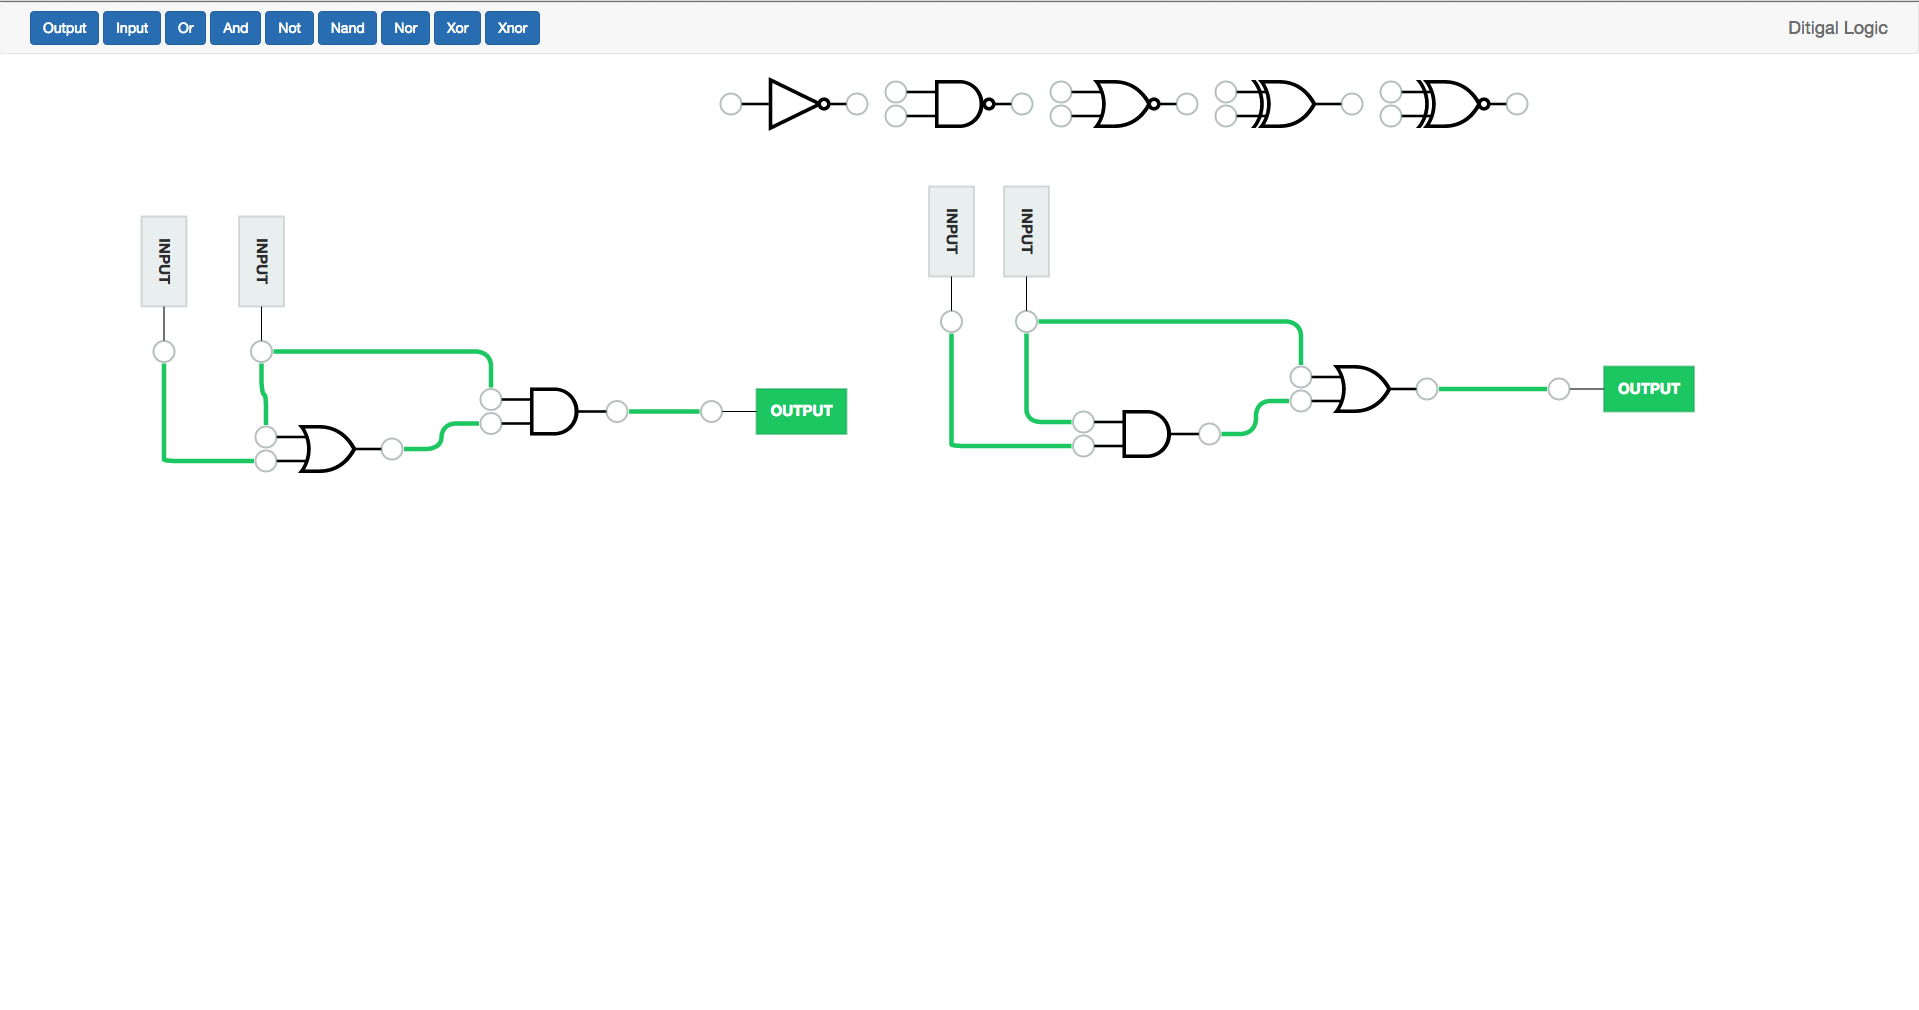 Output
Input
Or
And
Not
Nand
Nor
Xor
Xnor
Ditigal Logic
INPUT
INPUT
OUTPUT
INPUT
INPUT
OUTPUT